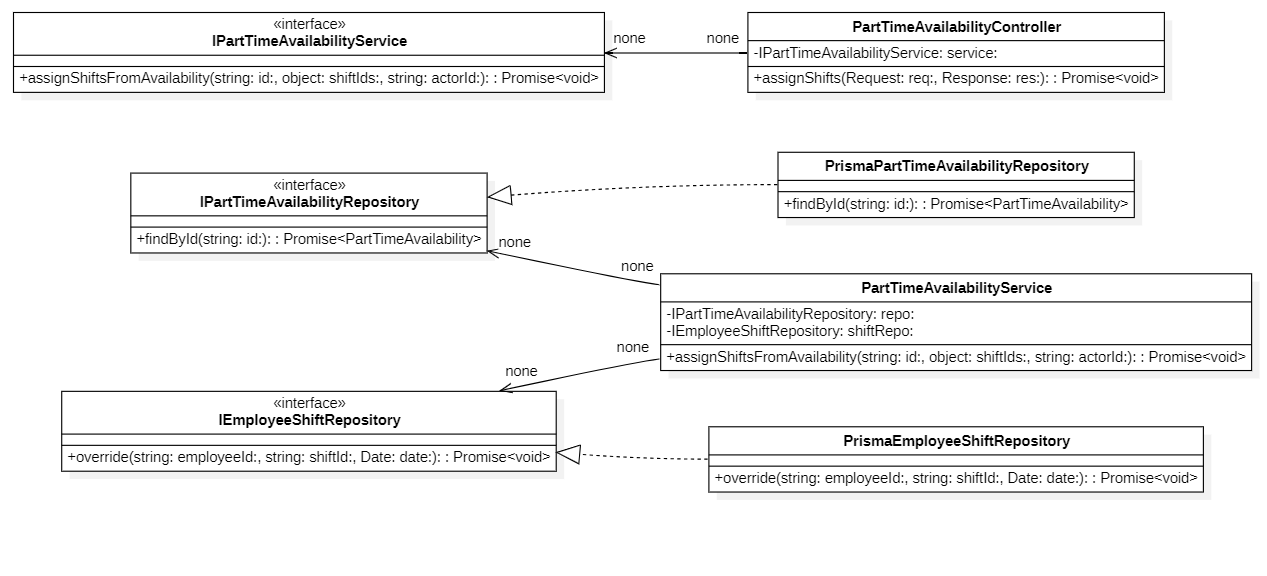 «interface»
IPartTimeAvailabilityService
+assignShiftsFromAvailability(string: id:, object: shiftIds:, string: actorId:): : Promise<void>
none
none
PartTimeAvailabilityController
-IPartTimeAvailabilityService: service:
+assignShifts(Request: req:, Response: res:): : Promise<void>
«interface»
IPartTimeAvailabilityRepository
+findById(string: id:): : Promise<PartTimeAvailability>
PrismaPartTimeAvailabilityRepository
+findById(string: id:): : Promise<PartTimeAvailability>
none
none
PartTimeAvailabilityService
-IPartTimeAvailabilityRepository: repo:
-IEmployeeShiftRepository: shiftRepo:
+assignShiftsFromAvailability(string: id:, object: shiftIds:, string: actorId:): : Promise<void>
none
none
«interface»
IEmployeeShiftRepository
+override(string: employeeId:, string: shiftId:, Date: date:): : Promise<void>
PrismaEmployeeShiftRepository
+override(string: employeeId:, string: shiftId:, Date: date:): : Promise<void>